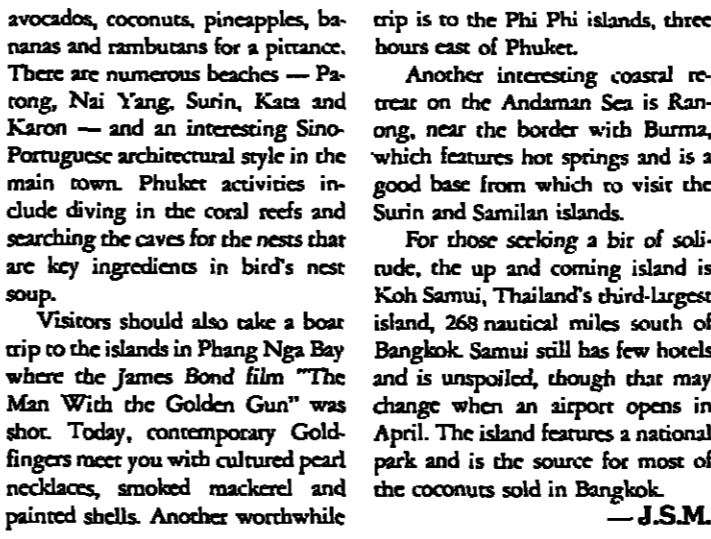 avocados, coconuts, pineapples, ba-
nanas and rambutans for a pittance.
There are numerous beaches — Pa-
tong, Nai Yang, Surin, Kata and
Karon — and an interesting Sino-
Portuguese architectural style in the
main town. Phuket activities in-
clude diving in the coral reefs and
searching the caves for the nests that
are key ingredients in bird's nest
soup.
Visitors should also take a boat
trip to the islands in Phang Nga Bay
where the James Bond film "The
Man With the Golden Gun" was
shot. Today, contemporary Gold-
fingers meet you with cultured pearl
necklaces, smoked mackerel and
painted shells. Another worthwhile
trip is to the Phi Phi islands, three
hours east of Phuket.
Another interesting coastal re-
treat on the Andaman Sea is Ran-
ong, near the border with Burma,
which features hot springs and is a
good base from which to visit the
Surin and Samilan islands.
For those seeking a bit of soli-
tude, the up and coming island is
Koh Samui, Thailand's third-largest
island, 268 nautical miles south of
Bangkok. Samui still has few hotels
and is unspoiled, though that may
change when an airport opens in
April. The island features a national
park and is the source for most of
the coconuts sold in Bangkok.
— J.S.M.